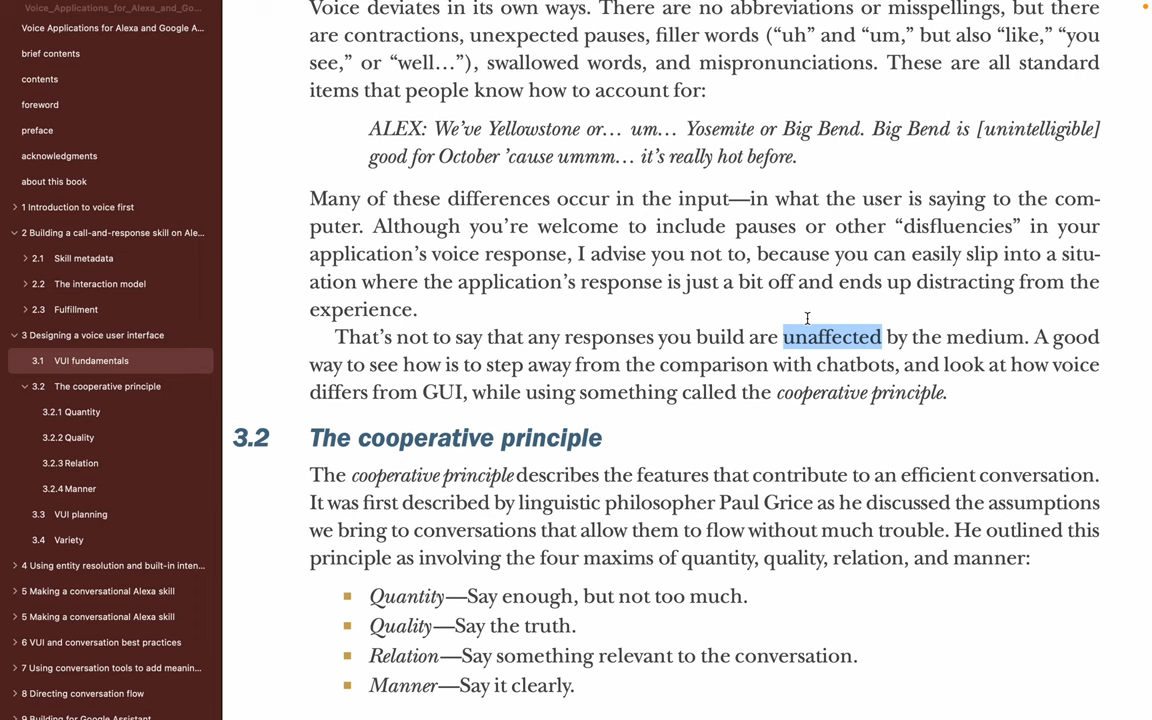 Voice_Applications_for_Alexa_and_Go...
Voice Applications for Alexa and Google A...
brief contents
contents
foreword
preface
acknowledgments
about this book
1 Introduction to voice first
2 Building a call-and-response skill on Ale...
2.1 Skill metadata
2.2 The interaction model
2.3 Fulfillment
3 Designing a voice user interface
3.1 VUI fundamentals
3.2 The cooperative principle
3.2.1 Quantity
3.2.2 Quality
3.2.3 Relation
3.2.4 Manner
3.3 VUI planning
3.4 Variety
4 Using entity resolution and built-in inten...
5 Making a conversational Alexa skill
5 Making a conversational Alexa skill
6 VUI and conversation best practices
7 Using conversation tools to add meanin...
8 Directing conversation flow
9 Building for Google Assistant
Voice deviates in its own ways. There are no abbreviations or misspellings, but there
are contractions, unexpected pauses, filler words (“uh” and “um,” but also “like,” “you
see,” or “well…”), swallowed words, and mispronunciations. These are all standard
items that people know how to account for:
ALEX: We’ve Yellowstone or… um… Yosemite or Big Bend. Big Bend is [unintelligible]
good for October ’cause ummm… it’s really hot before.
Many of these differences occur in the input—in what the user is saying to the com-
puter. Although you’re welcome to include pauses or other “disfluencies” in your
application’s voice response, I advise you not to, because you can easily slip into a situ-
ation where the application’s response is just a bit off and ends up distracting from the
experience.
That’s not to say that any responses you build are unaffected by the medium. A good
way to see how is to step away from the comparison with chatbots, and look at how voice
differs from GUI, while using something called the cooperative principle.
3.2 The cooperative principle
The cooperative principle describes the features that contribute to an efficient conversation.
It was first described by linguistic philosopher Paul Grice as he discussed the assumptions
we bring to conversations that allow them to flow without much trouble. He outlined this
principle as involving the four maxims of quantity, quality, relation, and manner:
Quantity—Say enough, but not too much.
Quality—Say the truth.
Relation—Say something relevant to the conversation.
Manner—Say it clearly.